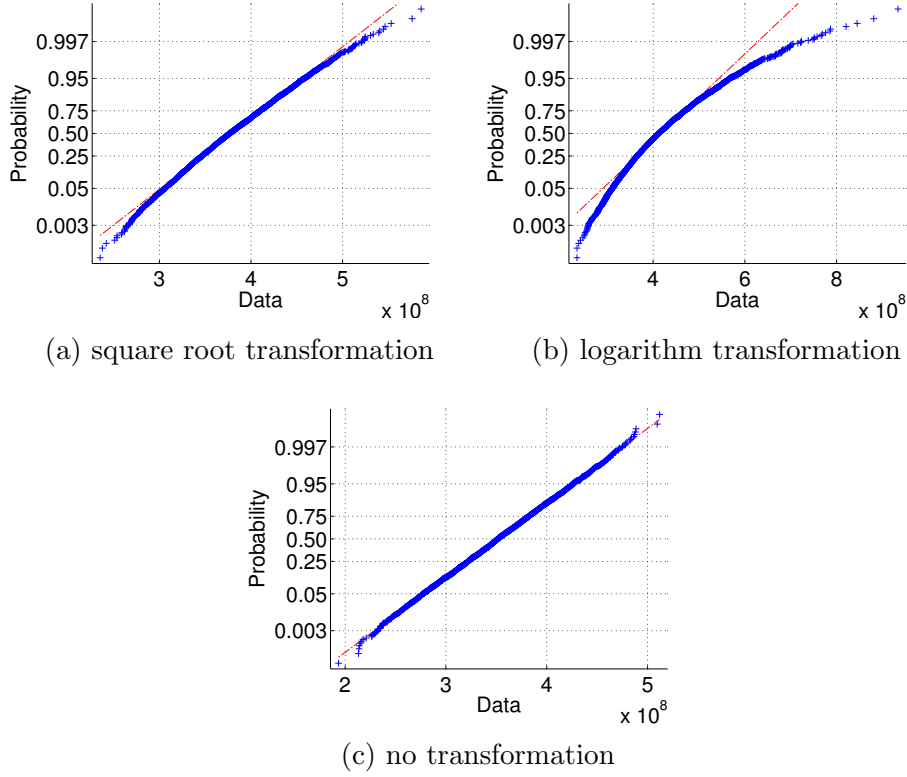 0.997
0.95
0.75
0.50
0.25
0.05
0.003
Probability
3 4 5
Data
x 10^8
(a) square root transformation
0.997
0.95
0.75
0.50
0.25
0.05
0.003
Probability
4 6 8
Data
x 10^8
(b) logarithm transformation
0.997
0.95
0.75
0.50
0.25
0.05
0.003
Probability
2 3 4 5
Data
x 10^8
(c) no transformation